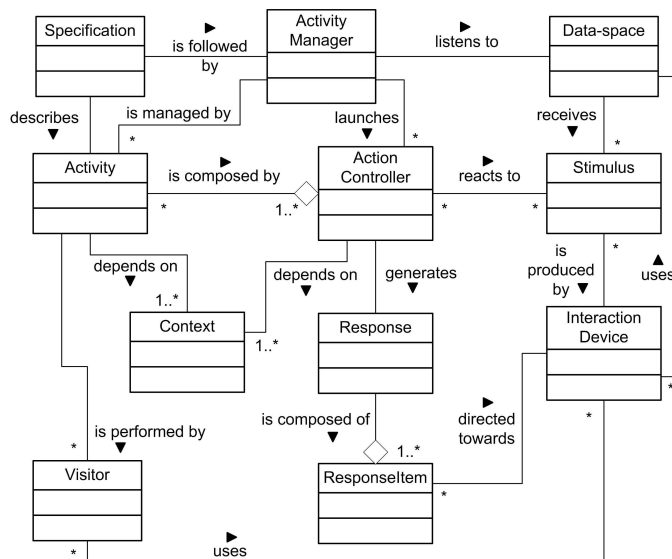 Specification
is followed
by
Activity
Manager
listens to
Data-space
describes
is managed by
*
launches
*
receives
*
Activity
is composed by
*
1..*
Action
Controller
*
reacts to
*
Stimulus
*
depends on
1..*
depends on
1..*
generates
is
produced
by
uses
Context
Response
Interaction
Device
*
*
is composed of
1..*
directed
towards
*
is performed by
Visitor
*
ResponseItem
*
uses